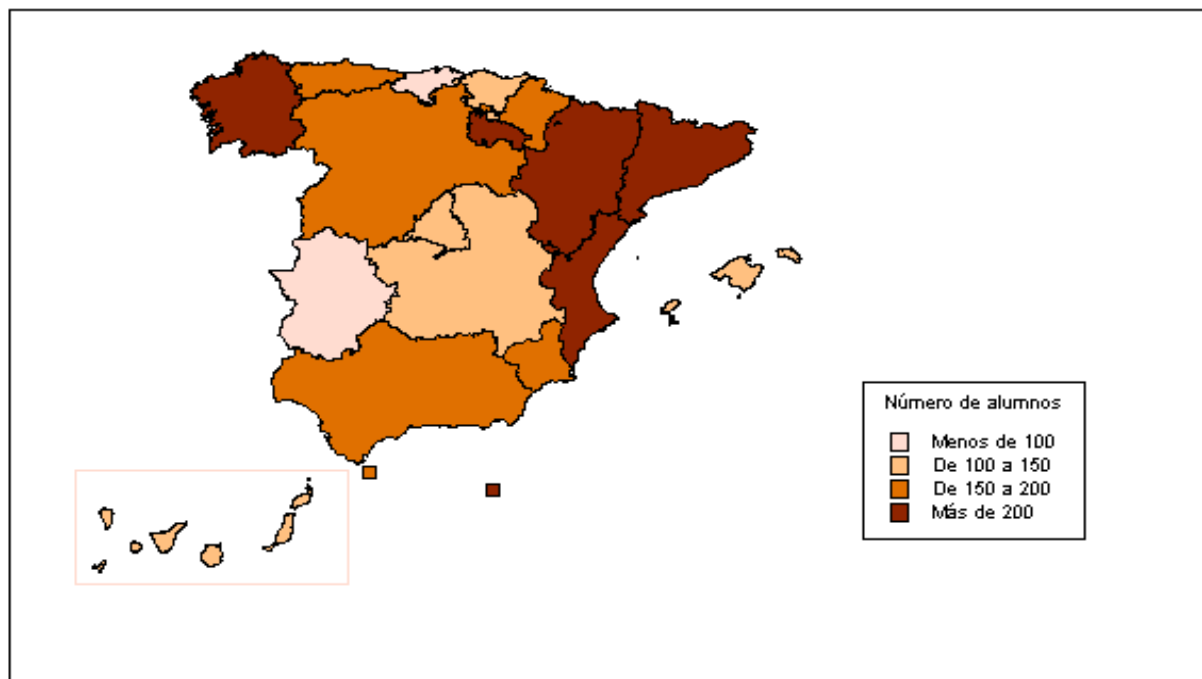 Número de alumnos
Menos de 100
De 100 a 150
De 150 a 200
Más de 200